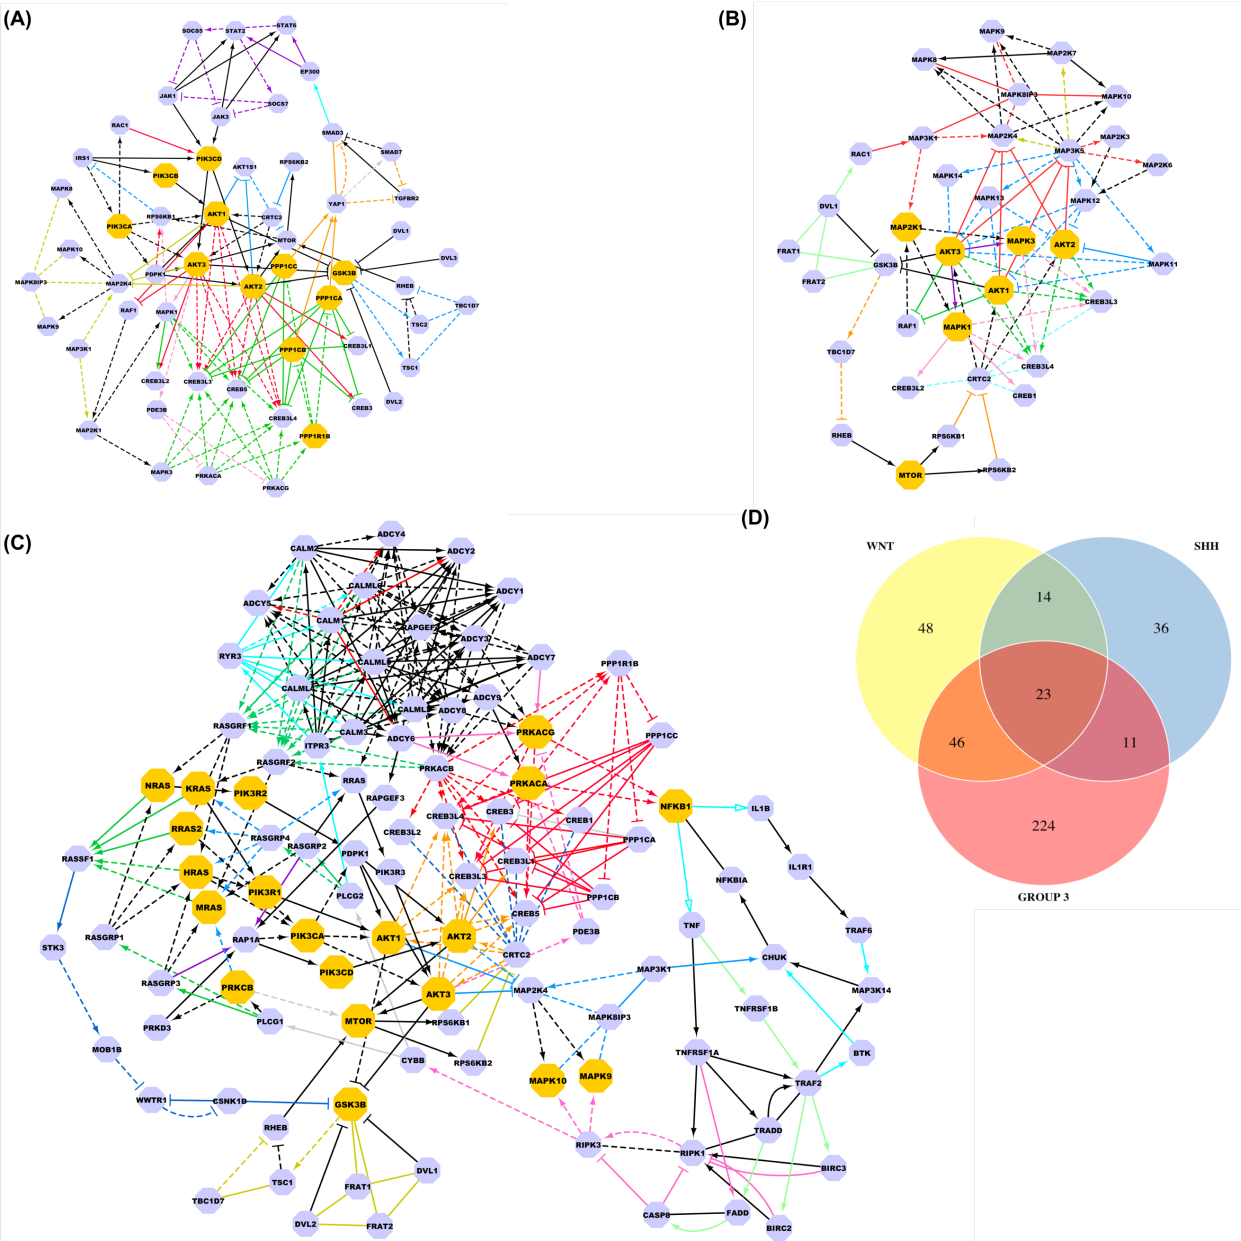 (A)
SOCS5
STAT2
STAT6
EP300
JAK1
SOCS7
JAK3
RAC1
SMAD3
IRS1
PIK3CD
AKT1S1
RPS6KB2
SMAD7
PIK3CB
MAPK8
TGFBR2
PIK3CA
RPS6KB1
AKT1
CRTC2
YAP1
DVL1
MTOR
MAPK10
DVL3
MAPK8IP3
PDPK1
MAP2K4
AKT3
PPP1CC
GSK3B
AKT2
RHEB
PPP1CA
TBC1D7
RAF1
MAPK1
TSC2
MAPK9
MAP3K1
PPP1CB
CREB3L1
TSC1
CREB3L2
CREB3L3
CREB5
PDE3B
CREB3L4
CREB3
DVL2
MAP2K1
PPP1R1B
MAPK3
PRKACA
PRKACG
(B)
MAPK9
MAPK8
MAP2K7
MAPK8IP3
MAPK10
MAP3K1
MAP2K4
MAP2K3
RAC1
MAP3K5
MAP2K6
MAPK14
DVL1
MAPK13
MAPK12
MAP2K1
FRAT1
AKT3
MAPK3
AKT2
GSK3B
FRAT2
MAPK11
AKT1
CREB3L3
RAF1
MAPK1
TBC1D7
CREB3L4
CRTC2
CREB3L2
CREB1
RHEB
RPS6KB1
MTOR
RPS6KB2
(C)
CALM2
ADCY4
ADCY2
ADCY5
CALML6
ADCY1
CALM1
ADCY3
RYR3
CALML5
ADCY7
PPP1R1B
CALML4
ADCY9
CALML3
ADCY8
RASGRF1
ITPR3
CALM3
ADCY6
PRKACG
PPP1CC
RASGRF2
PRKACB
NRAS
KRAS
PIK3R2
RRAS
RAPGEF3
PRKACA
NFKB1
IL1B
RRAS2
RASGRP4
CREB3L2
CREB3L4
CREB3
CREB1
PPP1CA
RASSF1
RASGRP2
PDPK1
CREB3L1
IL1R1
HRAS
PIK3R1
PIK3R3
CREB3L3
NFKBIA
MRAS
PLCG2
CREB5
PPP1CB
RASGRP1
RAP1A
PIK3CA
AKT1
AKT2
PDE3B
TNF
TRAF6
STK3
PIK3CD
CRTC2
CHUK
RASGRP3
PRKCB
AKT3
MAP2K4
MAP3K1
MAP3K14
PRKD3
PLCG1
MTOR
RPS6KB1
MAPK8IP3
TNFRSF1B
MOB1B
CYBB
RPS6KB2
MAPK10
MAPK9
TNFRSF1A
BTK
TRAF2
WWTR1
CSNK1D
GSK3B
RHEB
RIPK3
RIPK1
TRADD
TBC1D7
TSC1
FRAT1
DVL1
BIRC3
DVL2
FRAT2
CASP8
FADD
BIRC2
(D)
WNT
SHH
14
48
36
23
46
11
224
GROUP 3